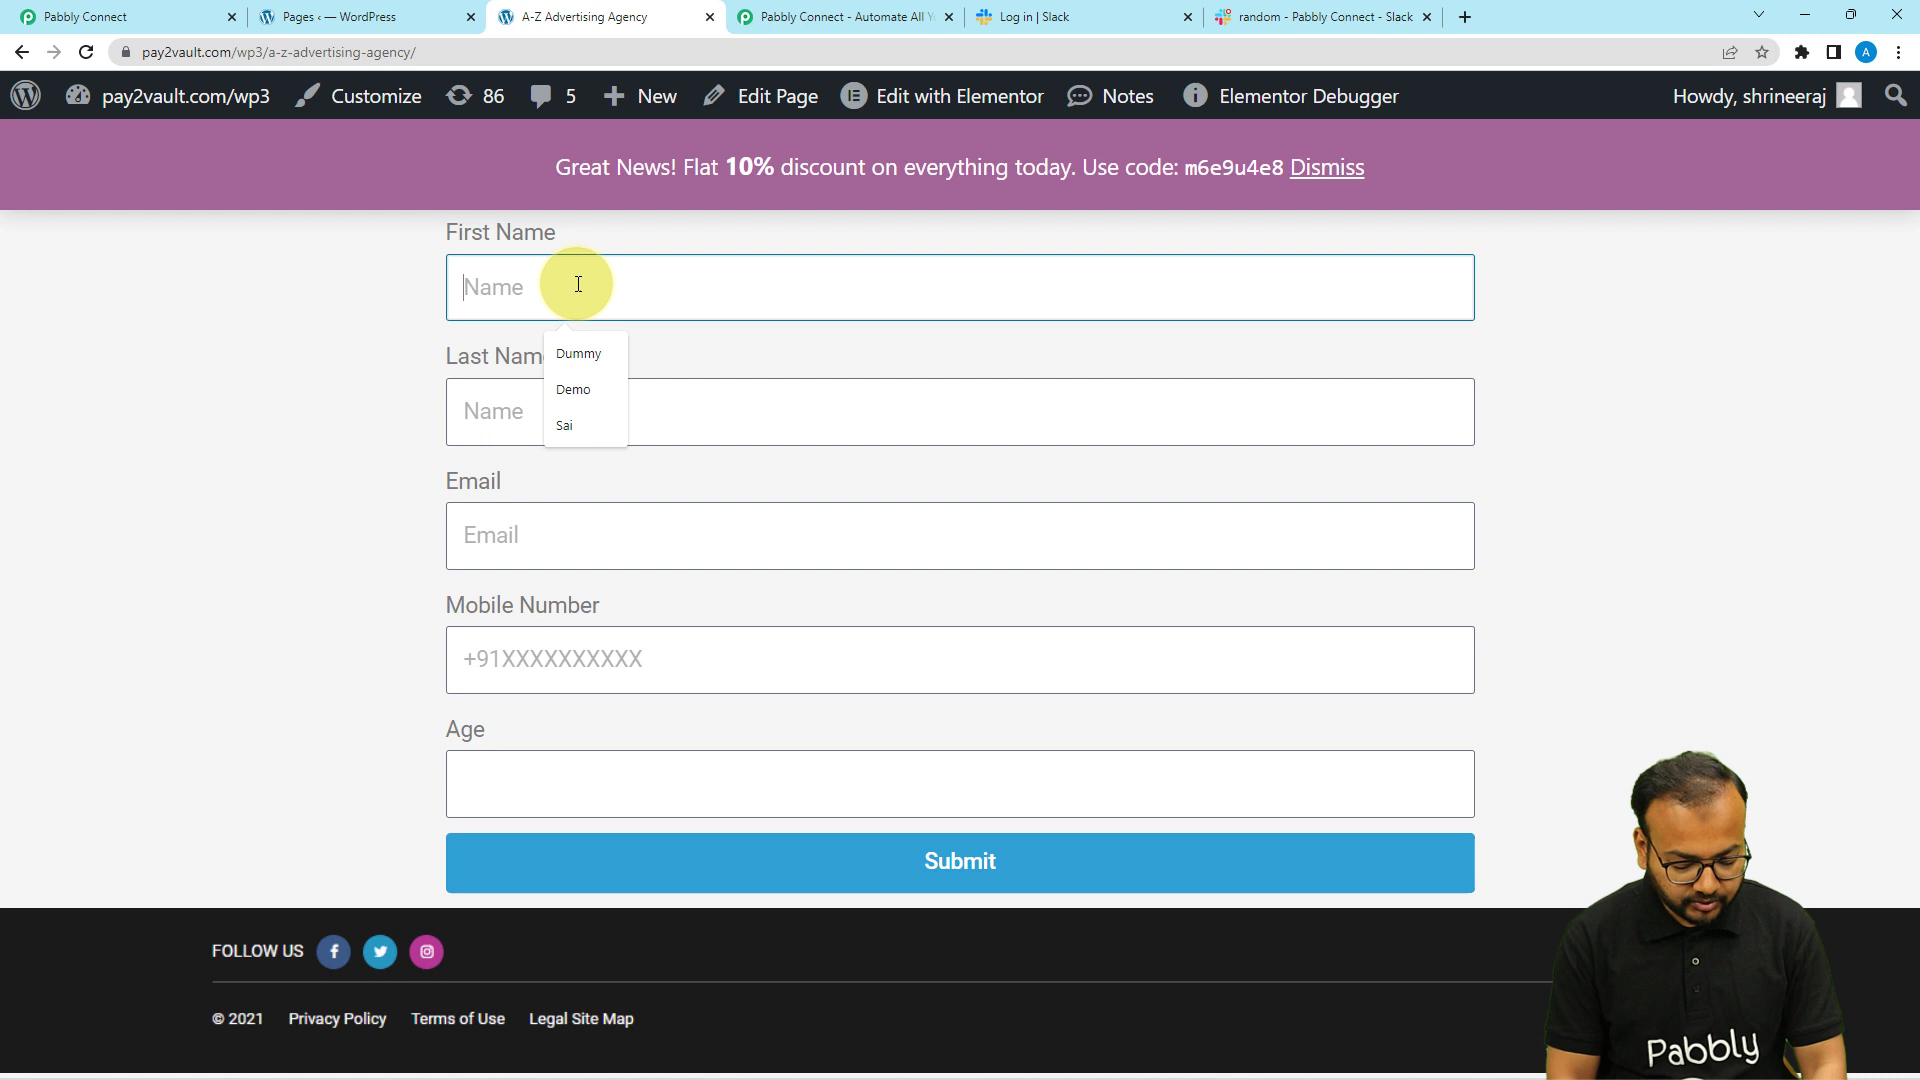 Pabbly Connect
Pages ‹ — WordPress
A-Z Advertising Agency
Pabbly Connect - Automate All Y
Log in | Slack
random - Pabbly Connect - Slack
pay2vault.com/wp3/a-z-advertising-agency/
A
pay2vault.com/wp3
Customize
86
5
New
Edit Page
Edit with Elementor
Notes
Elementor Debugger
Howdy, shrineeraj
Great News! Flat 10% discount on everything today. Use code: m6e9u4e8 Dismiss
First Name
Name
Dummy
Demo
Sai
Last Nam
Name
Email
Email
Mobile Number
+91XXXXXXXXXX
Age
Submit
FOLLOW US
© 2021 Privacy Policy Terms of Use Legal Site Map
Pabbly